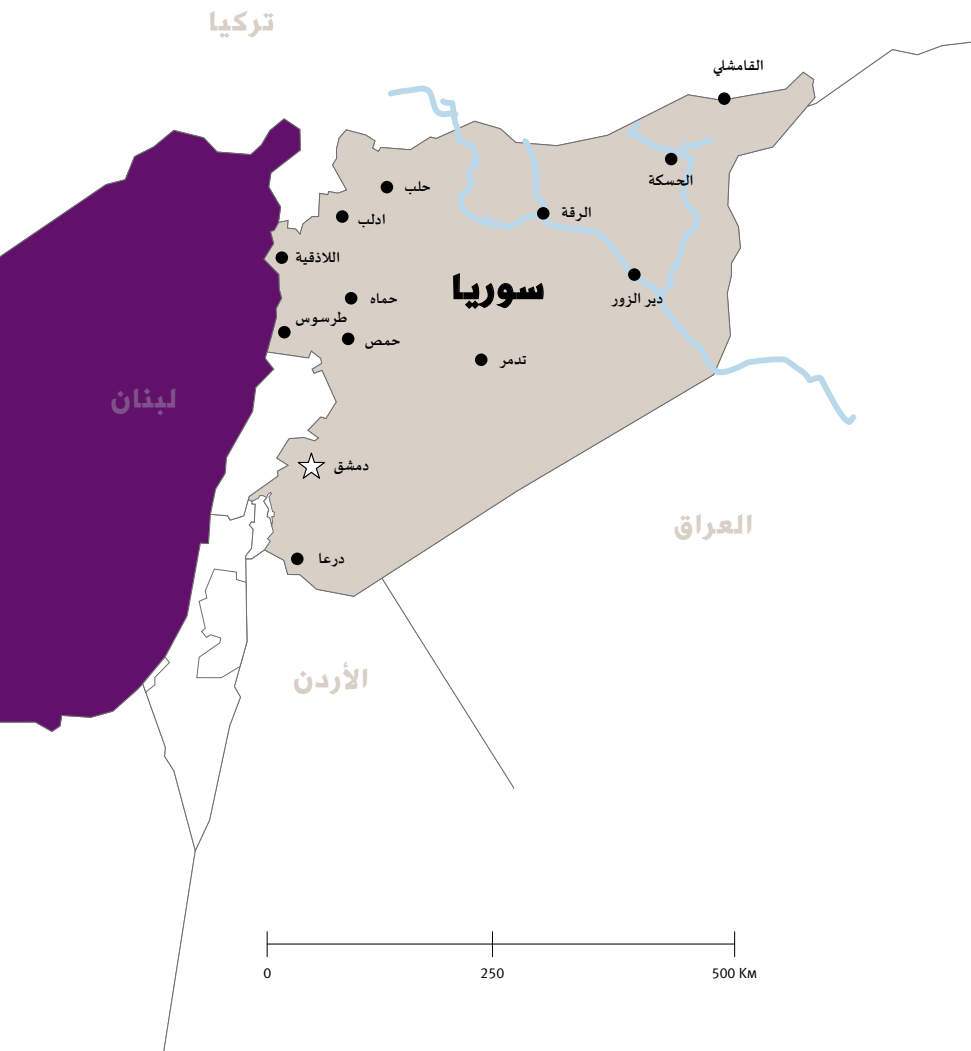 تركيا
القامشلي
الحسكة
حلب
ادلب
الرقة
اللاذقية
سوريا
دير الزور
حماه
طرسوس
حمص
تدمر
لبنان
دمشق
العراق
درعا
الأردن
0 250 500 Km